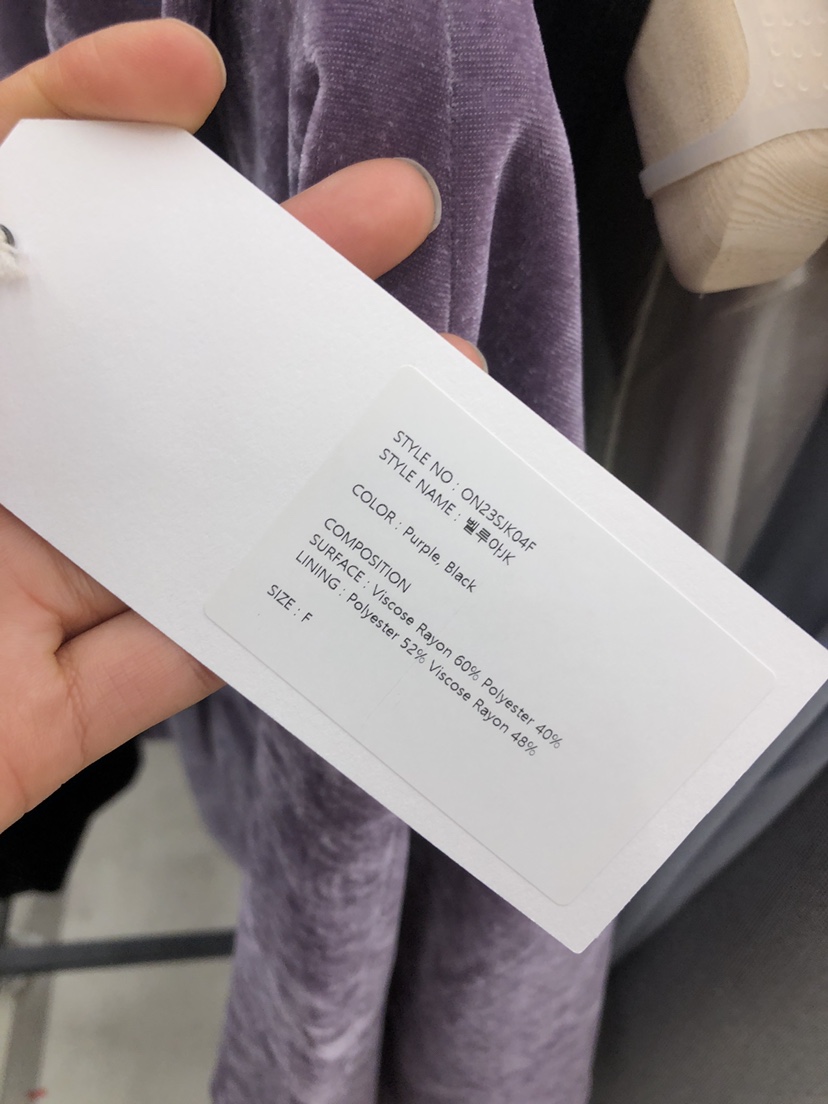 STYLE NO : ON23SJK04F
STYLE NAME : 벨루아JK
COLOR : Purple, Black
COMPOSITION
SURFACE : Viscose Rayon 60% Polyester 40%
LINING : Polyester 52% Viscose Rayon 48%
SIZE : F